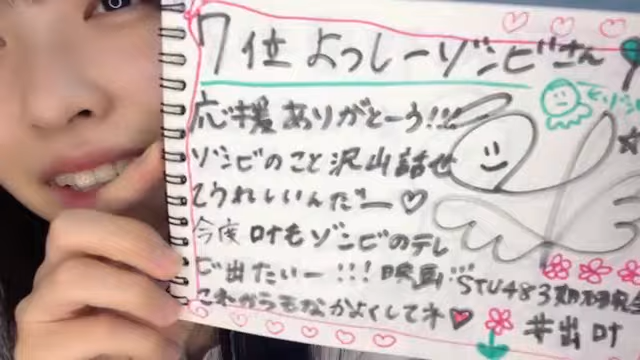 7位 よっしーゾンビさん
応援ありがとーう!!!
ゾンビのこと沢山話せ
てうれしいんだー♡
今度叶もゾンビのテレ
ビ出たいー!!!映画!!!
これからもなかよくしてネ♥
STU48 3期研究生
井出 叶